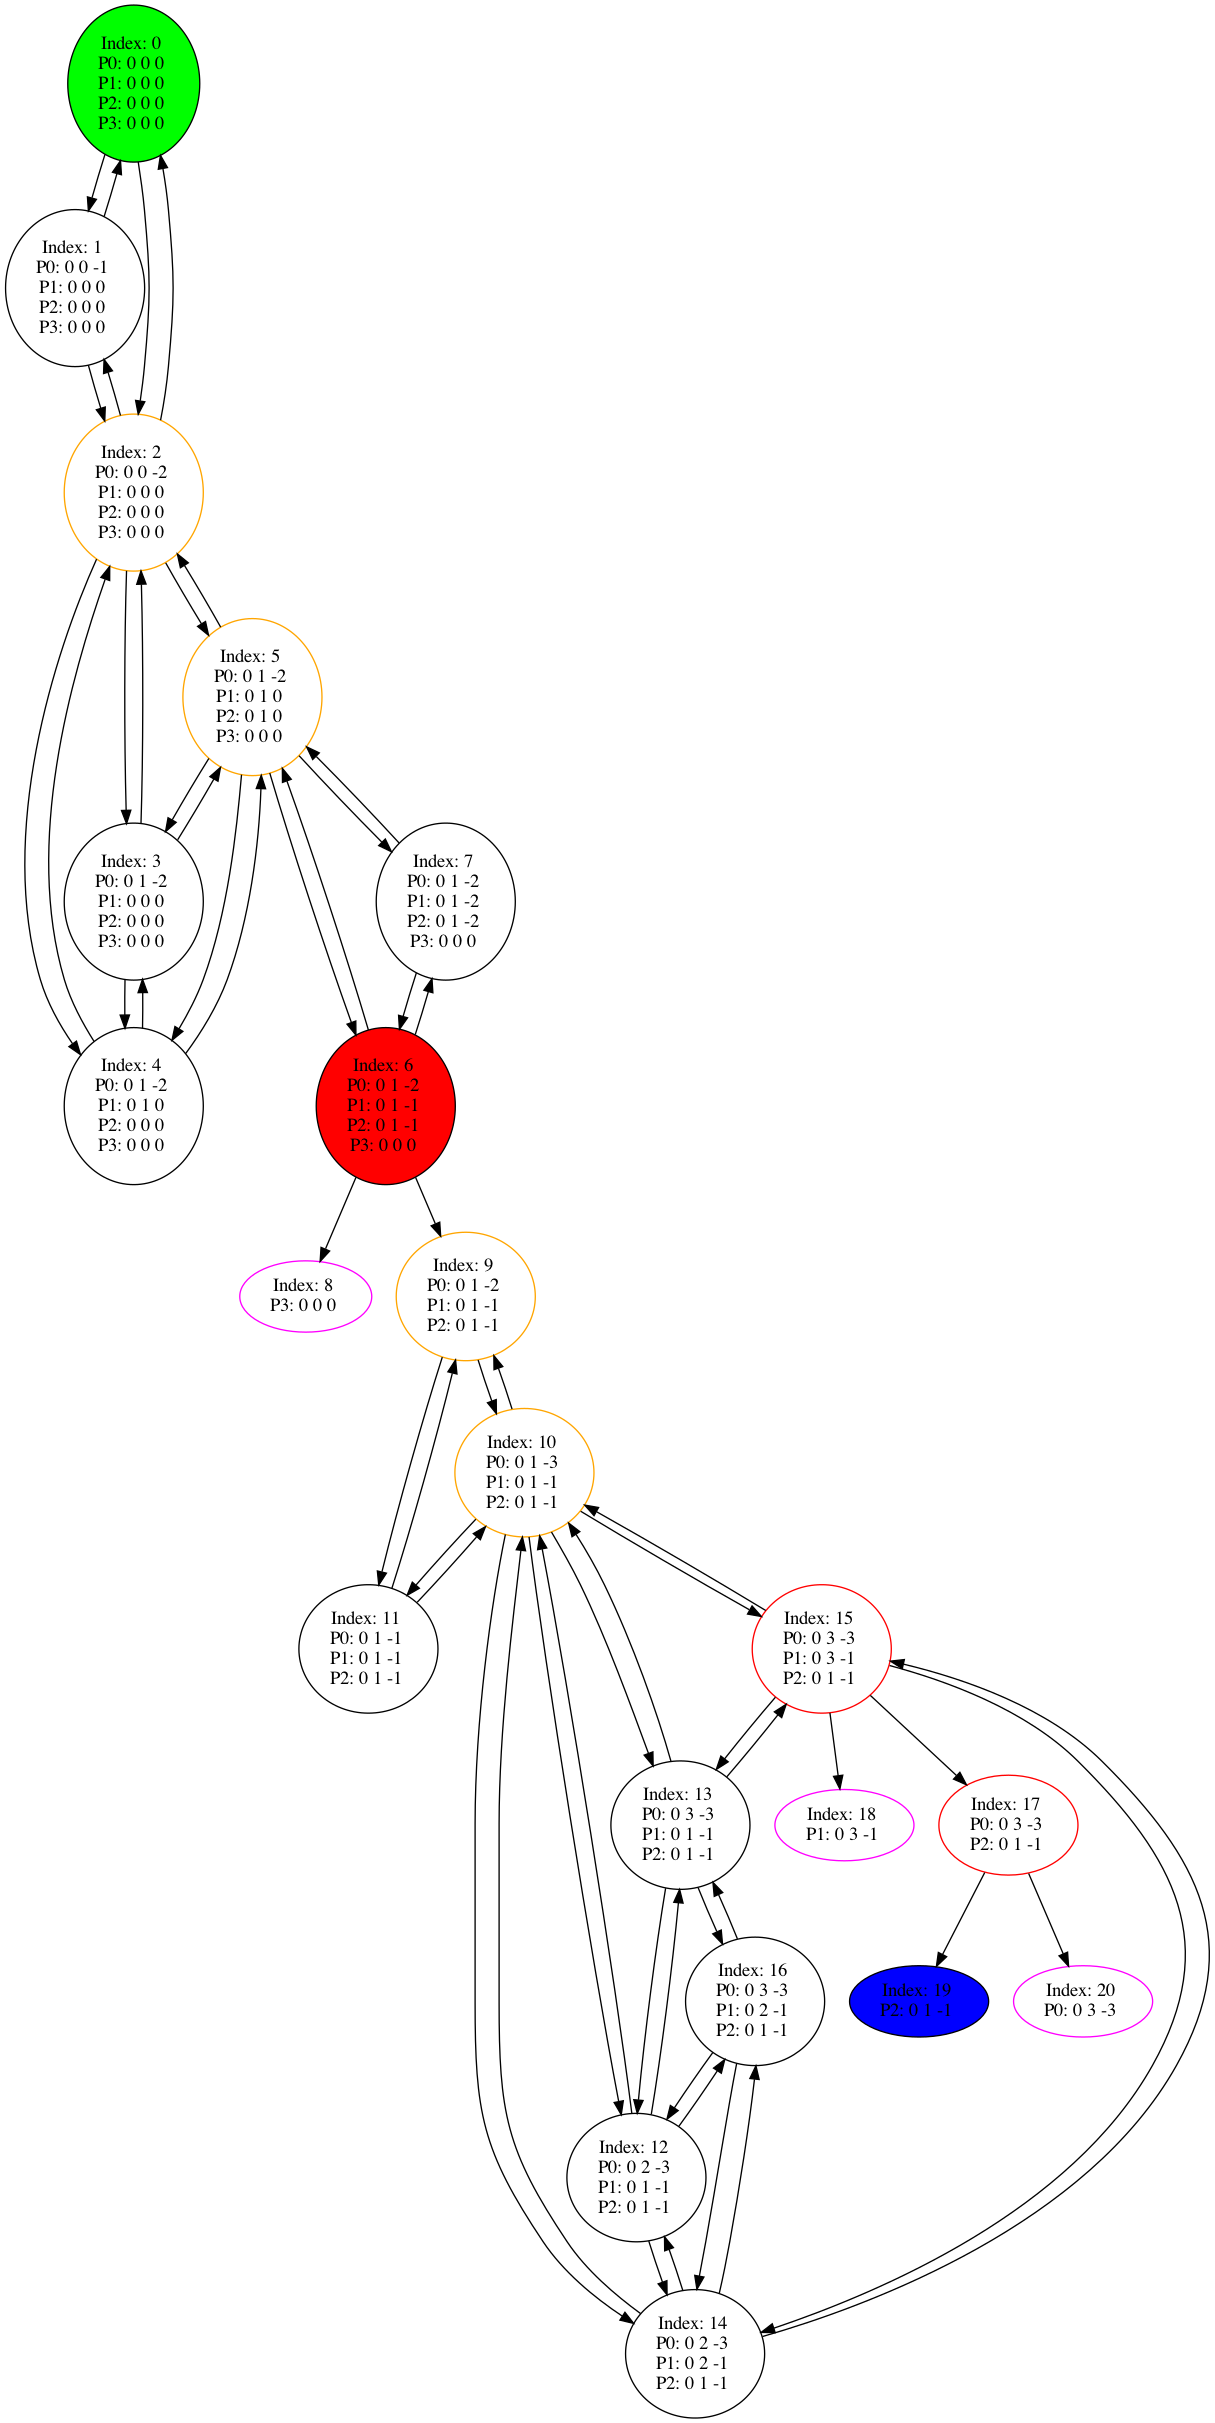 Index: 0
P0: 0 0 0
P1: 0 0 0
P2: 0 0 0
P3: 0 0 0
Index: 1
P0: 0 0 -1
P1: 0 0 0
P2: 0 0 0
P3: 0 0 0
Index: 2
P0: 0 0 -2
P1: 0 0 0
P2: 0 0 0
P3: 0 0 0
Index: 5
P0: 0 1 -2
P1: 0 1 0
P2: 0 1 0
P3: 0 0 0
Index: 3
P0: 0 1 -2
P1: 0 0 0
P2: 0 0 0
P3: 0 0 0
Index: 7
P0: 0 1 -2
P1: 0 1 -2
P2: 0 1 -2
P3: 0 0 0
Index: 4
P0: 0 1 -2
P1: 0 1 0
P2: 0 0 0
P3: 0 0 0
Index: 6
P0: 0 1 -2
P1: 0 1 -1
P2: 0 1 -1
P3: 0 0 0
Index: 8
P3: 0 0 0
Index: 9
P0: 0 1 -2
P1: 0 1 -1
P2: 0 1 -1
Index: 10
P0: 0 1 -3
P1: 0 1 -1
P2: 0 1 -1
Index: 11
P0: 0 1 -1
P1: 0 1 -1
P2: 0 1 -1
Index: 15
P0: 0 3 -3
P1: 0 3 -1
P2: 0 1 -1
Index: 13
P0: 0 3 -3
P1: 0 1 -1
P2: 0 1 -1
Index: 18
P1: 0 3 -1
Index: 17
P0: 0 3 -3
P2: 0 1 -1
Index: 16
P0: 0 3 -3
P1: 0 2 -1
P2: 0 1 -1
Index: 19
P2: 0 1 -1
Index: 20
P0: 0 3 -3
Index: 12
P0: 0 2 -3
P1: 0 1 -1
P2: 0 1 -1
Index: 14
P0: 0 2 -3
P1: 0 2 -1
P2: 0 1 -1